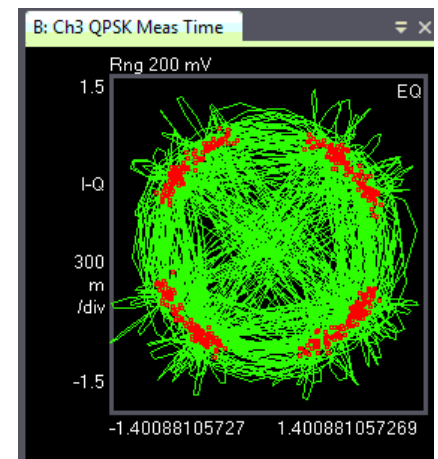 B: Ch3 QPSK Meas Time
Rng 200 mV
1.5
EQ
I-Q
300
m
/div
-1.5
-1.40088105727
1.400881057269